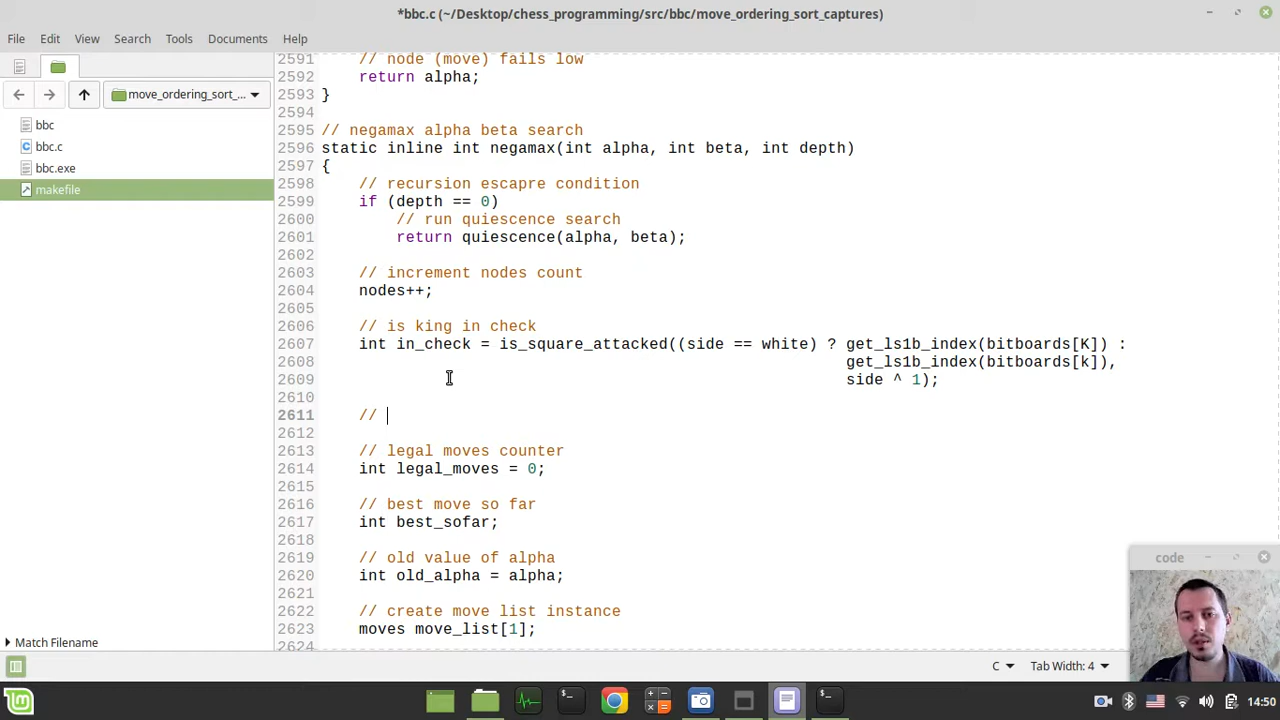 *bbc.c (~/Desktop/chess_programming/src/bbc/move_ordering_sort_captures)
File Edit View Search Tools Documents Help
move_ordering_sort_...
bbc
bbc.c
bbc.exe
makefile
Match Filename
2591 // node (move) fails low
2592 return alpha;
2593 }
2594
2595 // negamax alpha beta search
2596 static inline int negamax(int alpha, int beta, int depth)
2597 {
2598 // recursion escapre condition
2599 if (depth == 0)
2600 // run quiescence search
2601 return quiescence(alpha, beta);
2602
2603 // increment nodes count
2604 nodes++;
2605
2606 // is king in check
2607 int in_check = is_square_attacked((side == white) ? get_ls1b_index(bitboards[K]) :
2608 get_ls1b_index(bitboards[k]),
2609 side ^ 1);
2610
2611 //
2612
2613 // legal moves counter
2614 int legal_moves = 0;
2615
2616 // best move so far
2617 int best_sofar;
2618
2619 // old value of alpha
2620 int old_alpha = alpha;
2621
2622 // create move list instance
2623 moves move_list[1];
2624
code
C Tab Width: 4
14:50